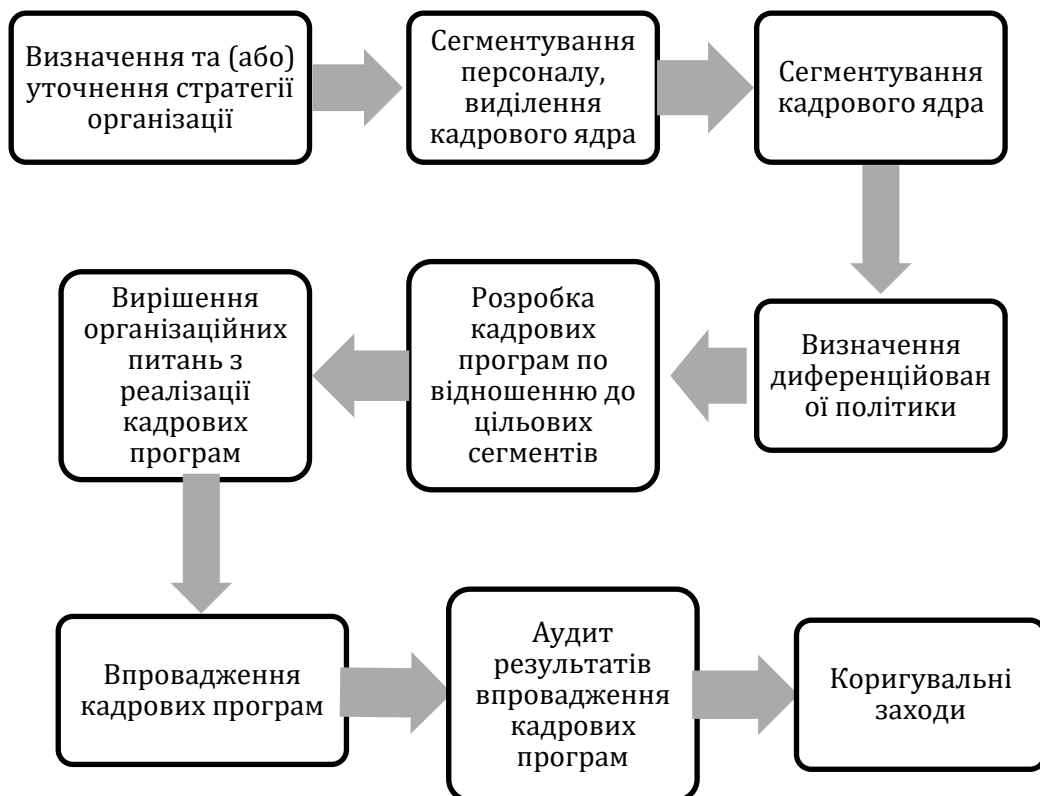 Визначення та (або)
уточнення стратегії
організації
Сегментування
персоналу,
виділення
кадрового ядра
Сегментування
кадрового ядра
Визначення
диференційован
ої політики
Розробка
кадрових
програм по
відношенню до
цільових
сегментів
Вирішення
організаційних
питань з
реалізації
кадрових
програм
Впровадження
кадрових програм
Аудит
результатів
впровадження
кадрових
програм
Коригувальні
заходи